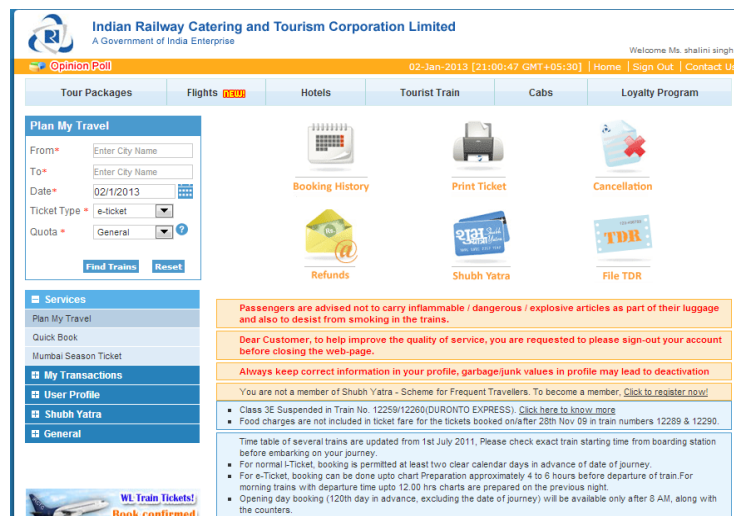 Indian Railway Catering and Tourism Corporation Limited
A Government of India Enterprise
Welcome Ms. shalini singh
Opinion Poll
02-Jan-2013 [21:00:47 GMT+05:30] | Home | Sign Out | Contact Us
Tour Packages Flights NEW! Hotels Tourist Train Cabs Loyalty Program
Plan My Travel
From* Enter City Name
To* Enter City Name
Date* 02/1/2013
Ticket Type * e-ticket
Quota * General ?
Find Trains Reset
Booking History Print Ticket Cancellation
Rs.
@
शुभ
TDR
Refunds Shubh Yatra File TDR
Services
Plan My Travel
Quick Book
Mumbai Season Ticket
My Transactions
User Profile
Shubh Yatra
General
WL Train Tickets!
Book confirmed
Passengers are advised not to carry inflammable / dangerous / explosive articles as part of their luggage
and also to desist from smoking in the trains.
Dear Customer, to help improve the quality of service, you are requested to please sign-out your account
before closing the web-page.
Always keep correct information in your profile, garbage/junk values in profile may lead to deactivation
You are not a member of Shubh Yatra - Scheme for Frequent Travellers. To become a member, Click to register now!
Class 3E Suspended in Train No. 12259/12260(DURONTO EXPRESS). Click here to know more
Food charges are not included in ticket fare for the tickets booked on/after 28th Nov 09 in train numbers 12289 & 12290.
Time table of several trains are updated from 1st July 2011, Please check exact train starting time from boarding station
before embarking on your journey.
For normal I-Ticket, booking is permitted at least two clear calendar days in advance of date of journey.
For e-Ticket, booking can be done upto chart Preparation approximately 4 to 6 hours before departure of train.For
morning trains with departure time upto 12.00 hrs charts are prepared on the previous night.
Opening day booking (120th day in advance, excluding the date of journey) will be available only after 8 AM, along with
the counters.